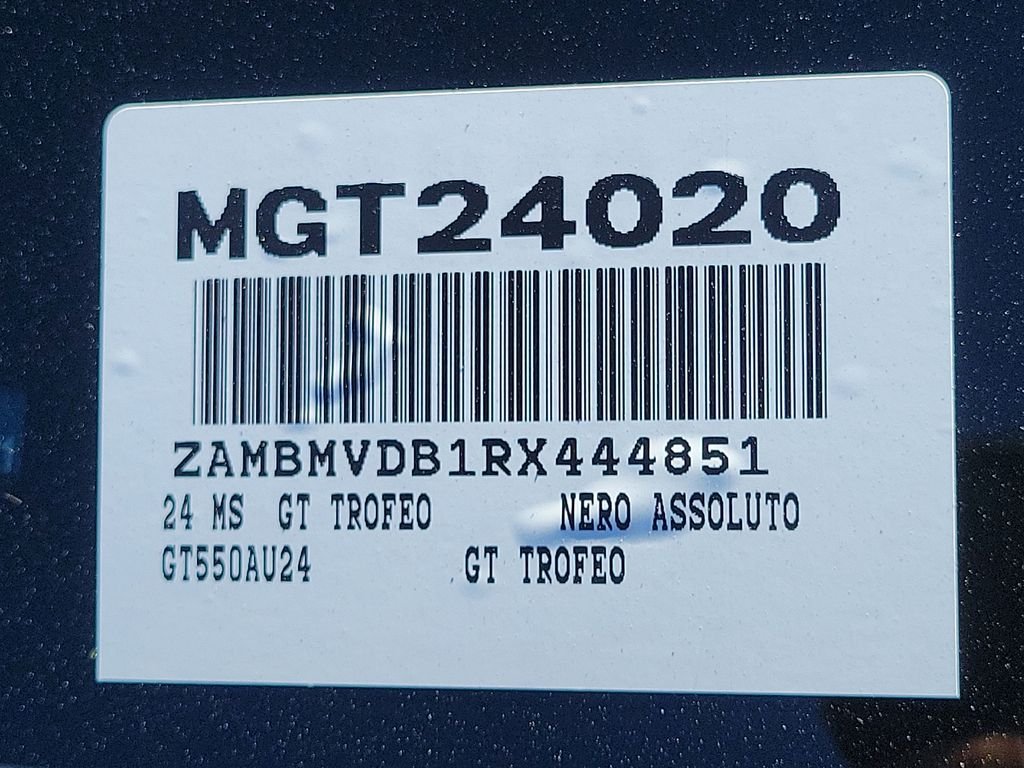 MGT24020
ZAMBMVDB1RX444851
24 MS GT TROFEO NERO ASSOLUTO
GT550AU24 GT TROFEO